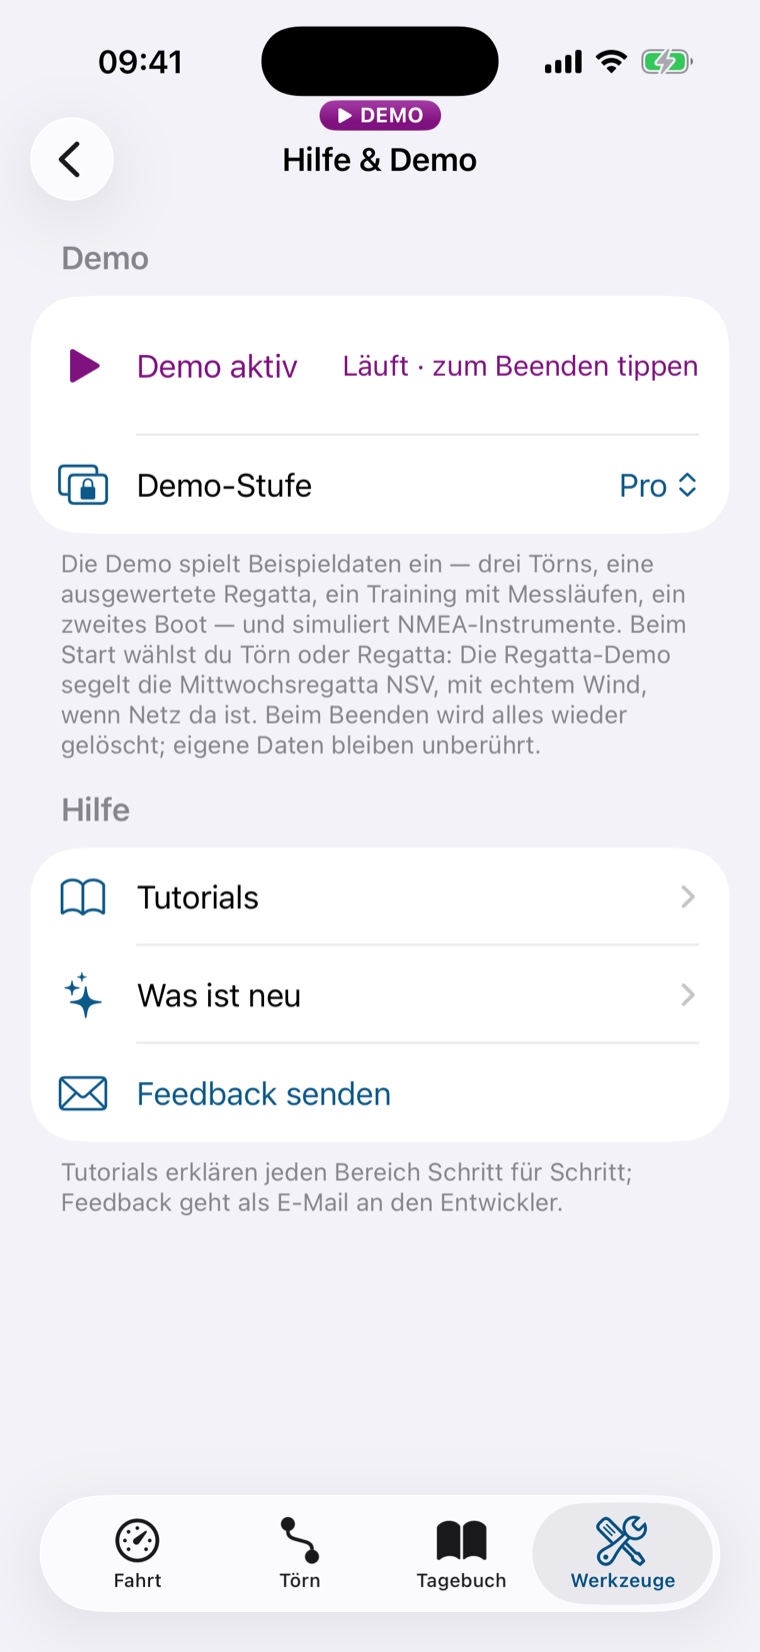 09:41
DEMO
Hilfe & Demo
Demo
Demo aktiv Läuft · zum Beenden tippen
Demo-Stufe Pro
Die Demo spielt Beispieldaten ein — drei Törns, eine
ausgewertete Regatta, ein Training mit Messläufen, ein
zweites Boot — und simuliert NMEA-Instrumente. Beim
Start wählst du Törn oder Regatta: Die Regatta-Demo
segelt die Mittwochsregatta NSV, mit echtem Wind,
wenn Netz da ist. Beim Beenden wird alles wieder
gelöscht; eigene Daten bleiben unberührt.
Hilfe
Tutorials
Was ist neu
Feedback senden
Tutorials erklären jeden Bereich Schritt für Schritt;
Feedback geht als E-Mail an den Entwickler.
Fahrt Törn Tagebuch Werkzeuge